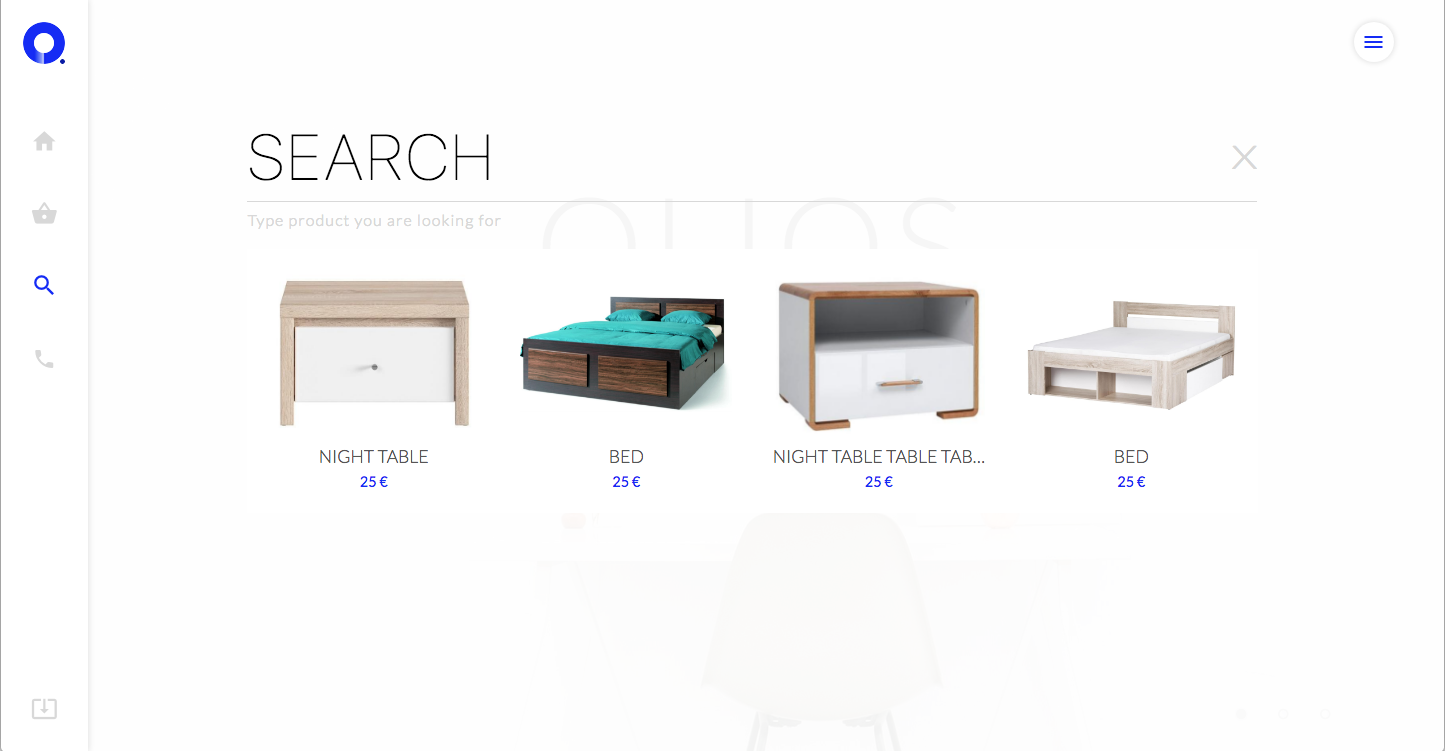 SEARCH
Type product you are looking for
NIGHT TABLE
25 €
BED
25 €
NIGHT TABLE TABLE TAB...
25 €
BED
25 €